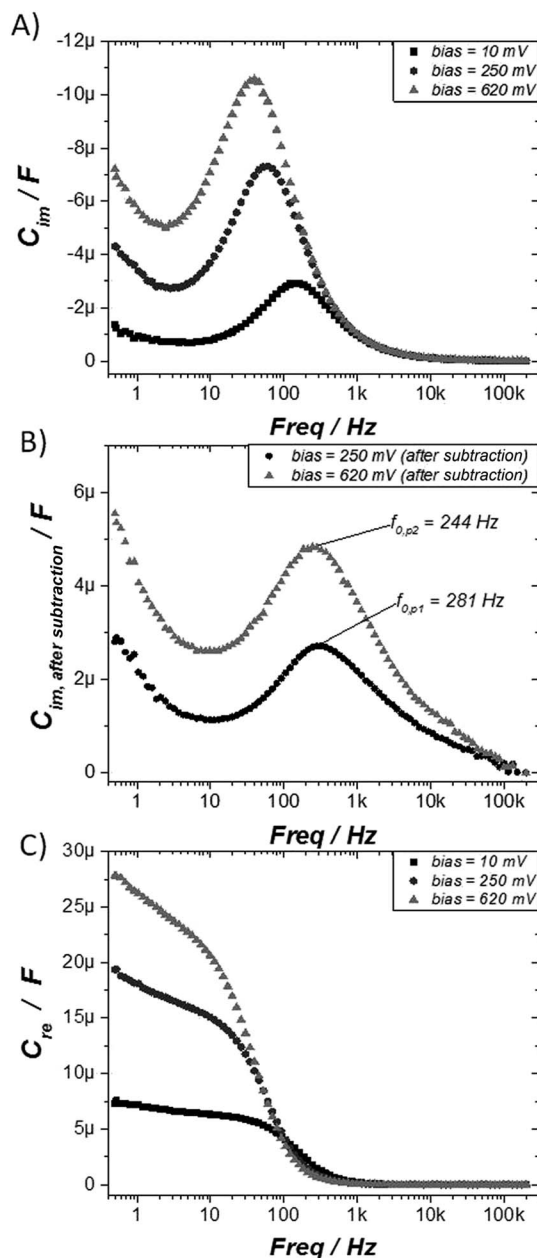 A)
-12µ
-10µ
-8µ
-6µ
-4µ
-2µ
0
C_im / F
bias = 10 mV
bias = 250 mV
bias = 620 mV
1
10
100
1k
10k
100k
Freq / Hz
B)
6µ
4µ
2µ
0
C_im, after subtraction / F
bias = 250 mV (after subtraction)
bias = 620 mV (after subtraction)
f_0,p2 = 244 Hz
f_0,p1 = 281 Hz
1
10
100
1k
10k
100k
Freq / Hz
C)
30µ
25µ
20µ
15µ
10µ
5µ
0
C_re / F
bias = 10 mV
bias = 250 mV
bias = 620 mV
1
10
100
1k
10k
100k
Freq / Hz